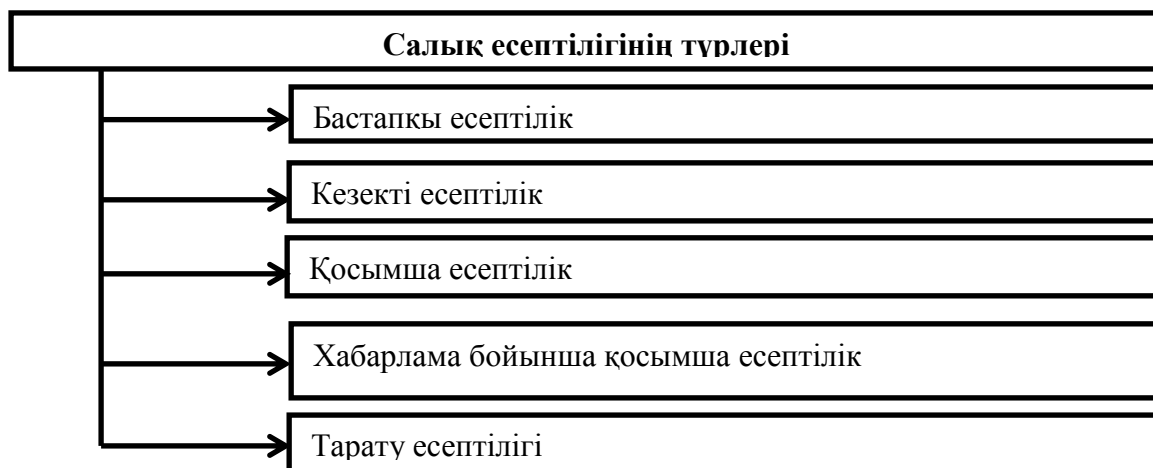 Салық есептілігінің түрлері
Бастапқы есептілік
Кезекті есептілік
Қосымша есептілік
Хабарлама бойынша қосымша есептілік
Тарату есептілігі